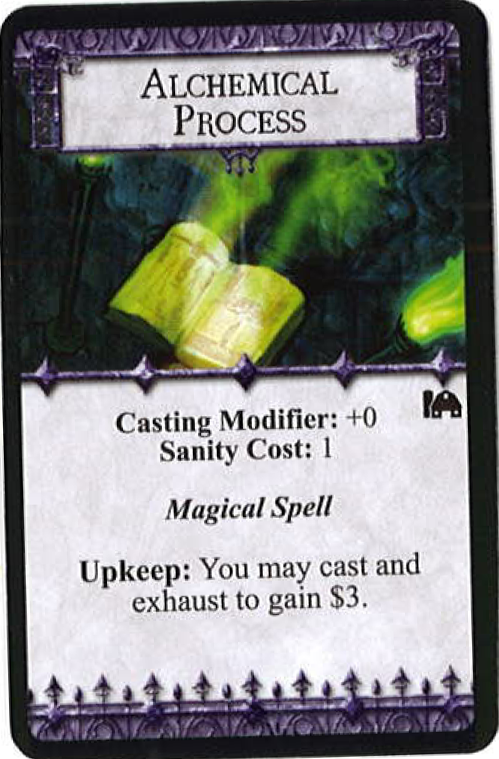 ALCHEMICAL
PROCESS
Casting Modifier: +0
Sanity Cost: 1
Magical Spell
Upkeep: You may cast and
exhaust to gain $3.